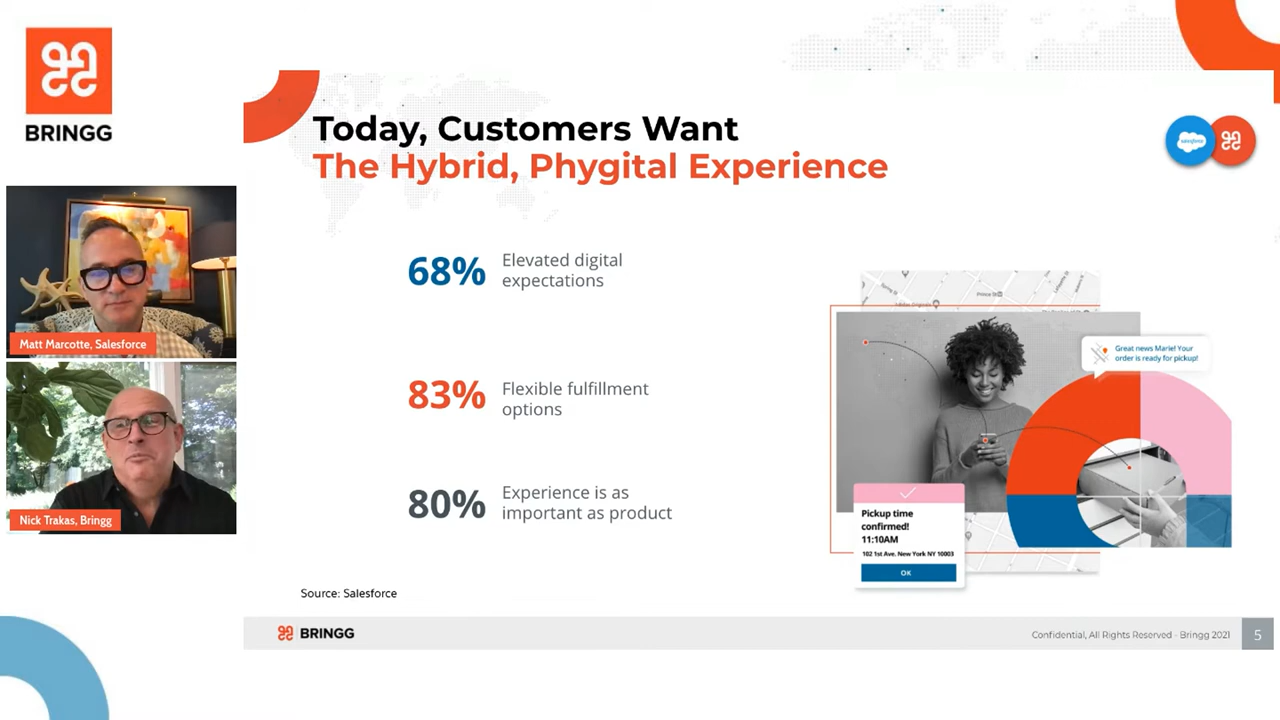 BRINGG
Today, Customers Want
The Hybrid, Phygital Experience
salesforce
68%
Elevated digital
expectations
83%
Flexible fulfillment
options
80%
Experience is as
important as product
Prince St
Great news Marie! Your
order is ready for pickup!
Pickup time
confirmed!
11:10AM
102 1st Ave. New York NY 10003
OK
Matt Marcotte, Salesforce
Nick Trakas, Bringg
Source: Salesforce
BRINGG
Confidential, All Rights Reserved - Bringg 2021
5